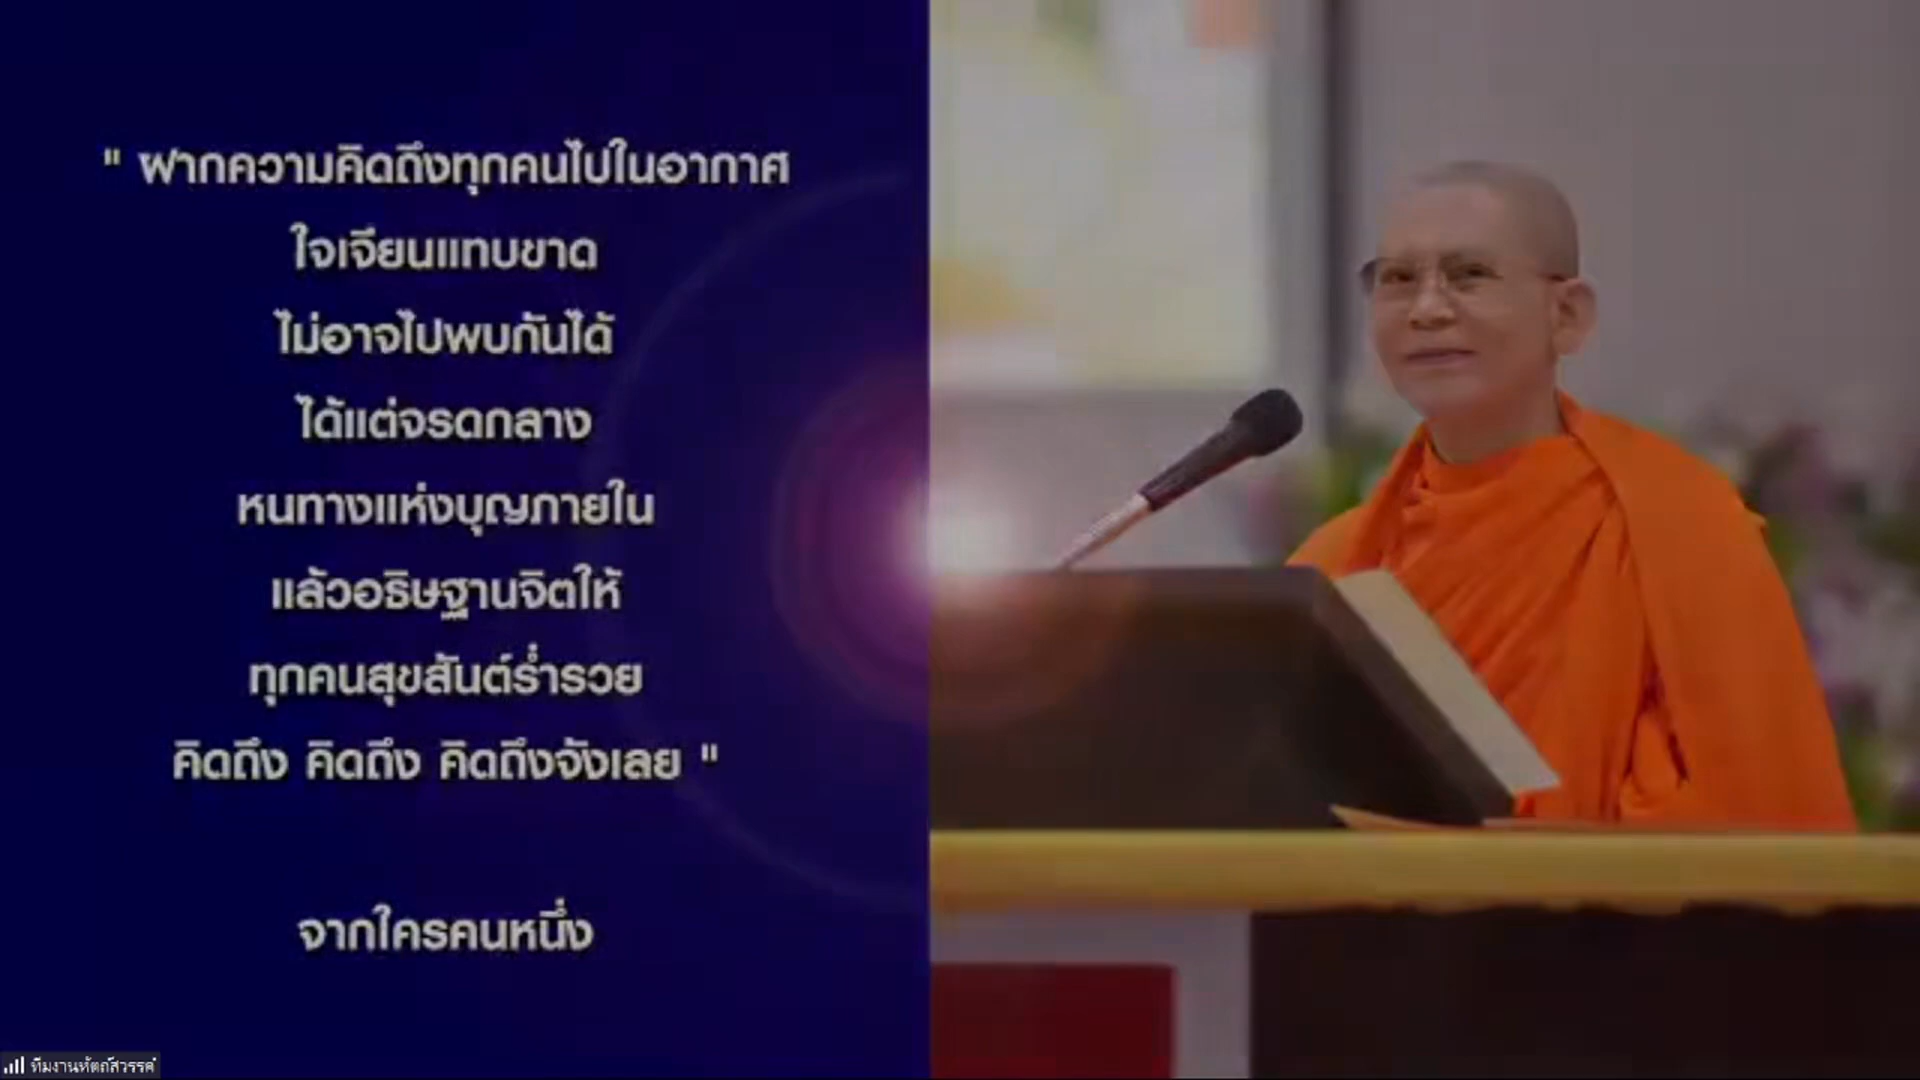 " ฝากความคิดถึงทุกคนไปในอากาศ
ใจเจียนแทบขาด
ไม่อาจไปพบกันได้
ได้แต่จรดกลาง
หนทางแห่งบุญภายใน
แล้วอธิษฐานจิตให้
ทุกคนสุขสันต์ร่ำรวย
คิดถึง คิดถึง คิดถึงจังเลย "
จากใครคนหนึ่ง
ทีมงานหัตถ์สวรรค์